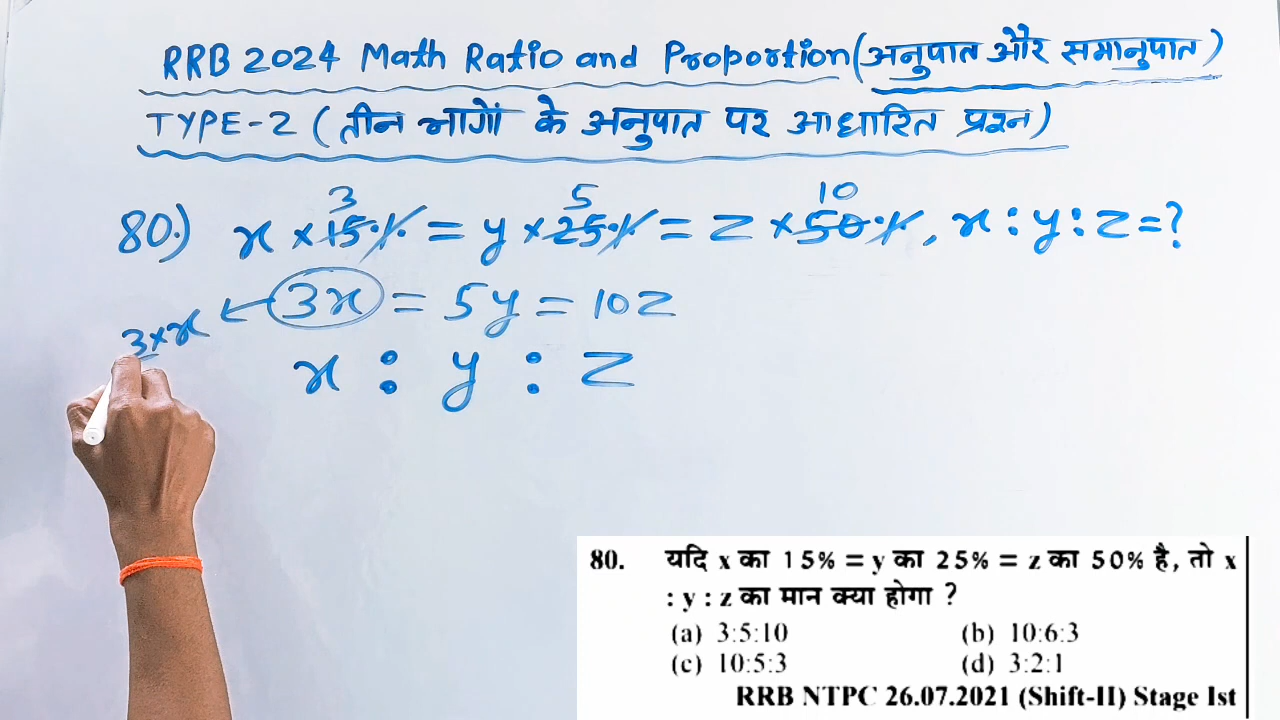 RRB 2024 Math Ratio and Proportion(अनुपात और समानुपात)
TYPE-2 (तीन भागों के अनुपात पर आधारित प्रश्न)
3 5 10
80.) x × 15% = y × 25% = z × 50%, x : y : z = ?
3x = 5y = 10z
3×x
x : y : z
80. यदि x का 15% = y का 25% = z का 50% है, तो x
: y : z का मान क्या होगा ?
(a) 3:5:10 (b) 10:6:3
(c) 10:5:3 (d) 3:2:1
RRB NTPC 26.07.2021 (Shift-II) Stage Ist